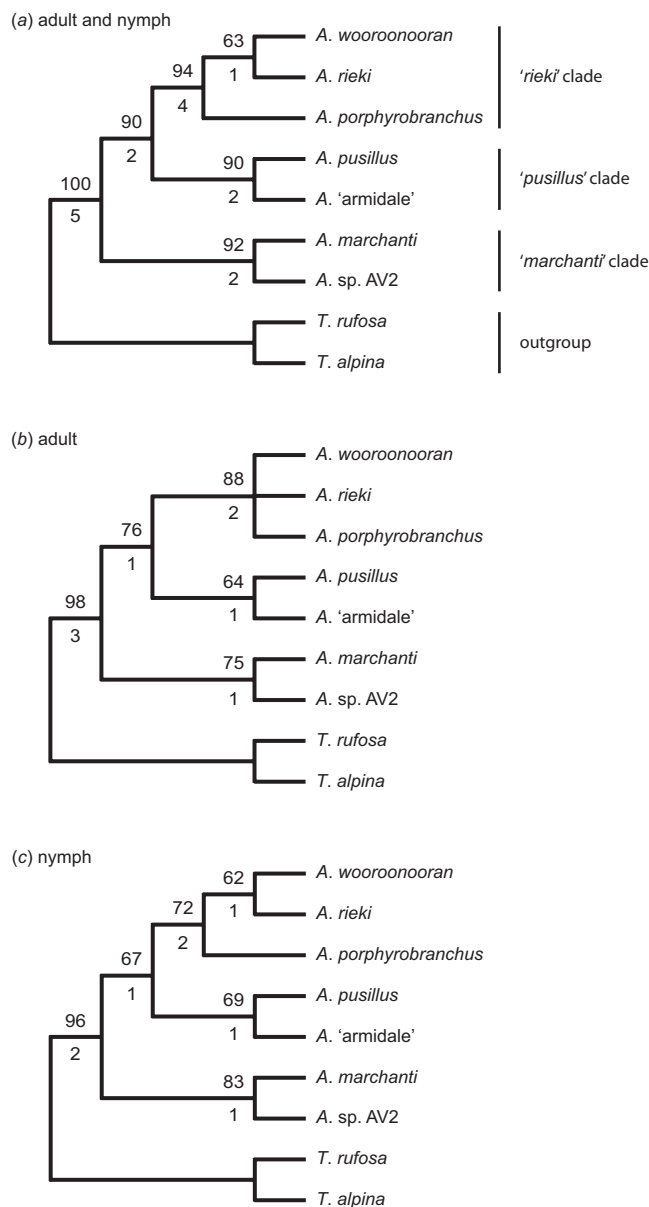 (a) adult and nymph
63
A. wooroonooran
94
1
A. rieki
'rieki' clade
90
4
A. porphyrobranchus
100
2
90
A. pusillus
'pusillus' clade
5
2
A. 'armidale'
92
A. marchanti
'marchanti' clade
2
A. sp. AV2
T. rufosa
outgroup
T. alpina
(b) adult
A. wooroonooran
88
A. rieki
76
2
A. porphyrobranchus
1
64
A. pusillus
98
1
A. 'armidale'
3
75
A. marchanti
1
A. sp. AV2
T. rufosa
T. alpina
(c) nymph
62
A. wooroonooran
72
1
A. rieki
67
2
A. porphyrobranchus
1
69
A. pusillus
96
1
A. 'armidale'
2
83
A. marchanti
1
A. sp. AV2
T. rufosa
T. alpina